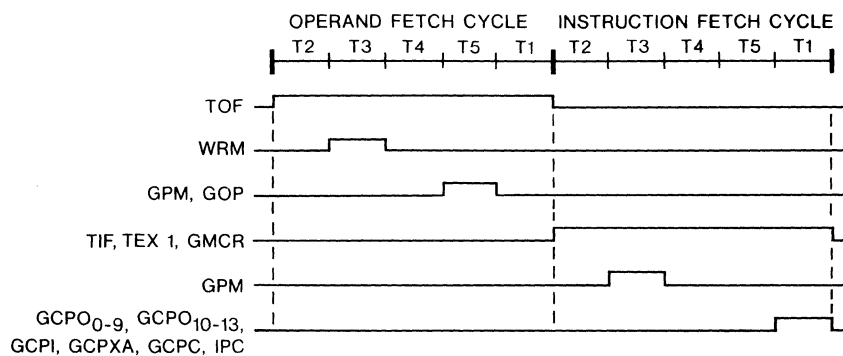 OPERAND FETCH CYCLE INSTRUCTION FETCH CYCLE
T2 T3 T4 T5 T1 T2 T3 T4 T5 T1
TOF
WRM
GPM, GOP
TIF, TEX 1, GMCR
GPM
GCPO0-9, GCPO10-13,
GCPI, GCPXA, GCPC, IPC